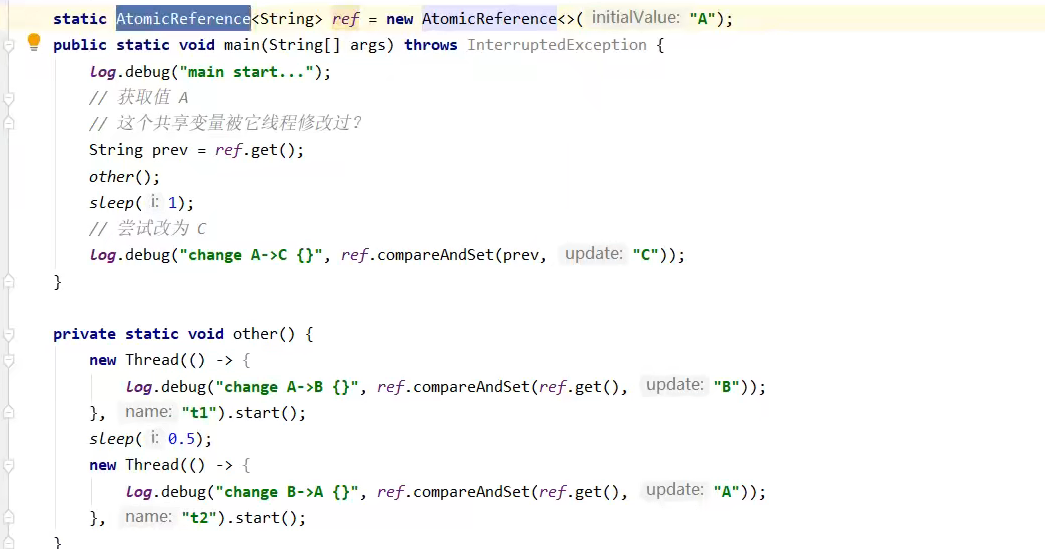 static AtomicReference<String> ref = new AtomicReference<>( initialValue: "A");
public static void main(String[] args) throws InterruptedException {
log.debug("main start...");
// 获取值 A
// 这个共享变量被它线程修改过?
String prev = ref.get();
other();
sleep( i: 1);
// 尝试改为 C
log.debug("change A->C {}", ref.compareAndSet(prev, update: "C"));
}
private static void other() {
new Thread(() -> {
log.debug("change A->B {}", ref.compareAndSet(ref.get(), update: "B"));
}, name: "t1").start();
sleep( i: 0.5);
new Thread(() -> {
log.debug("change B->A {}", ref.compareAndSet(ref.get(), update: "A"));
}, name: "t2").start();
}